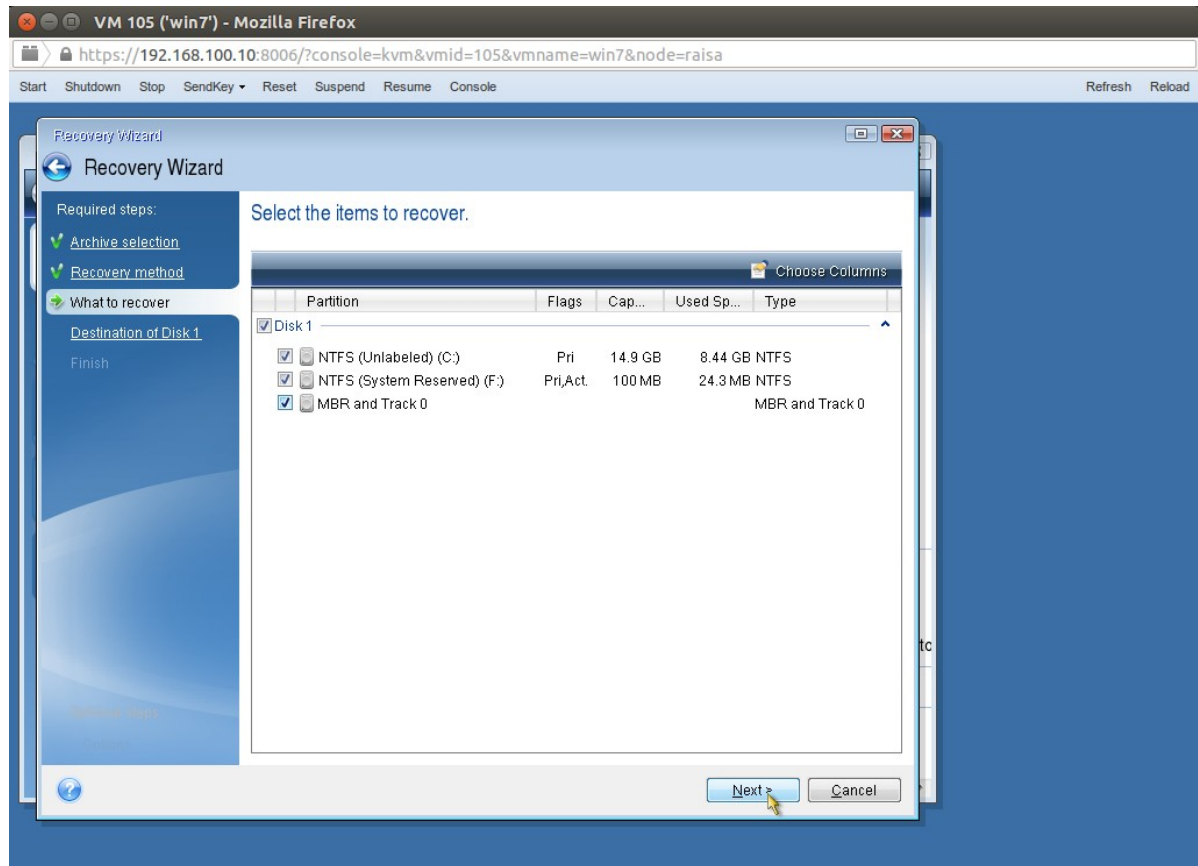 VM 105 ('win7') - Mozilla Firefox
https://192.168.100.10:8006/?console=kvm&vmid=105&vmname=win7&node=raisa
Start Shutdown Stop SendKey Reset Suspend Resume Console Refresh Reload
Recovery Wizard
Recovery Wizard
Required steps:
Archive selection
Recovery method
What to recover
Destination of Disk 1
Finish
Select the items to recover.
Choose Columns
Partition Flags Cap... Used Sp... Type
Disk 1
NTFS (Unlabeled) (C:) Pri 14.9 GB 8.44 GB NTFS
NTFS (System Reserved) (F:) Pri,Act. 100 MB 24.3 MB NTFS
MBR and Track 0 MBR and Track 0
to
Next >
Cancel